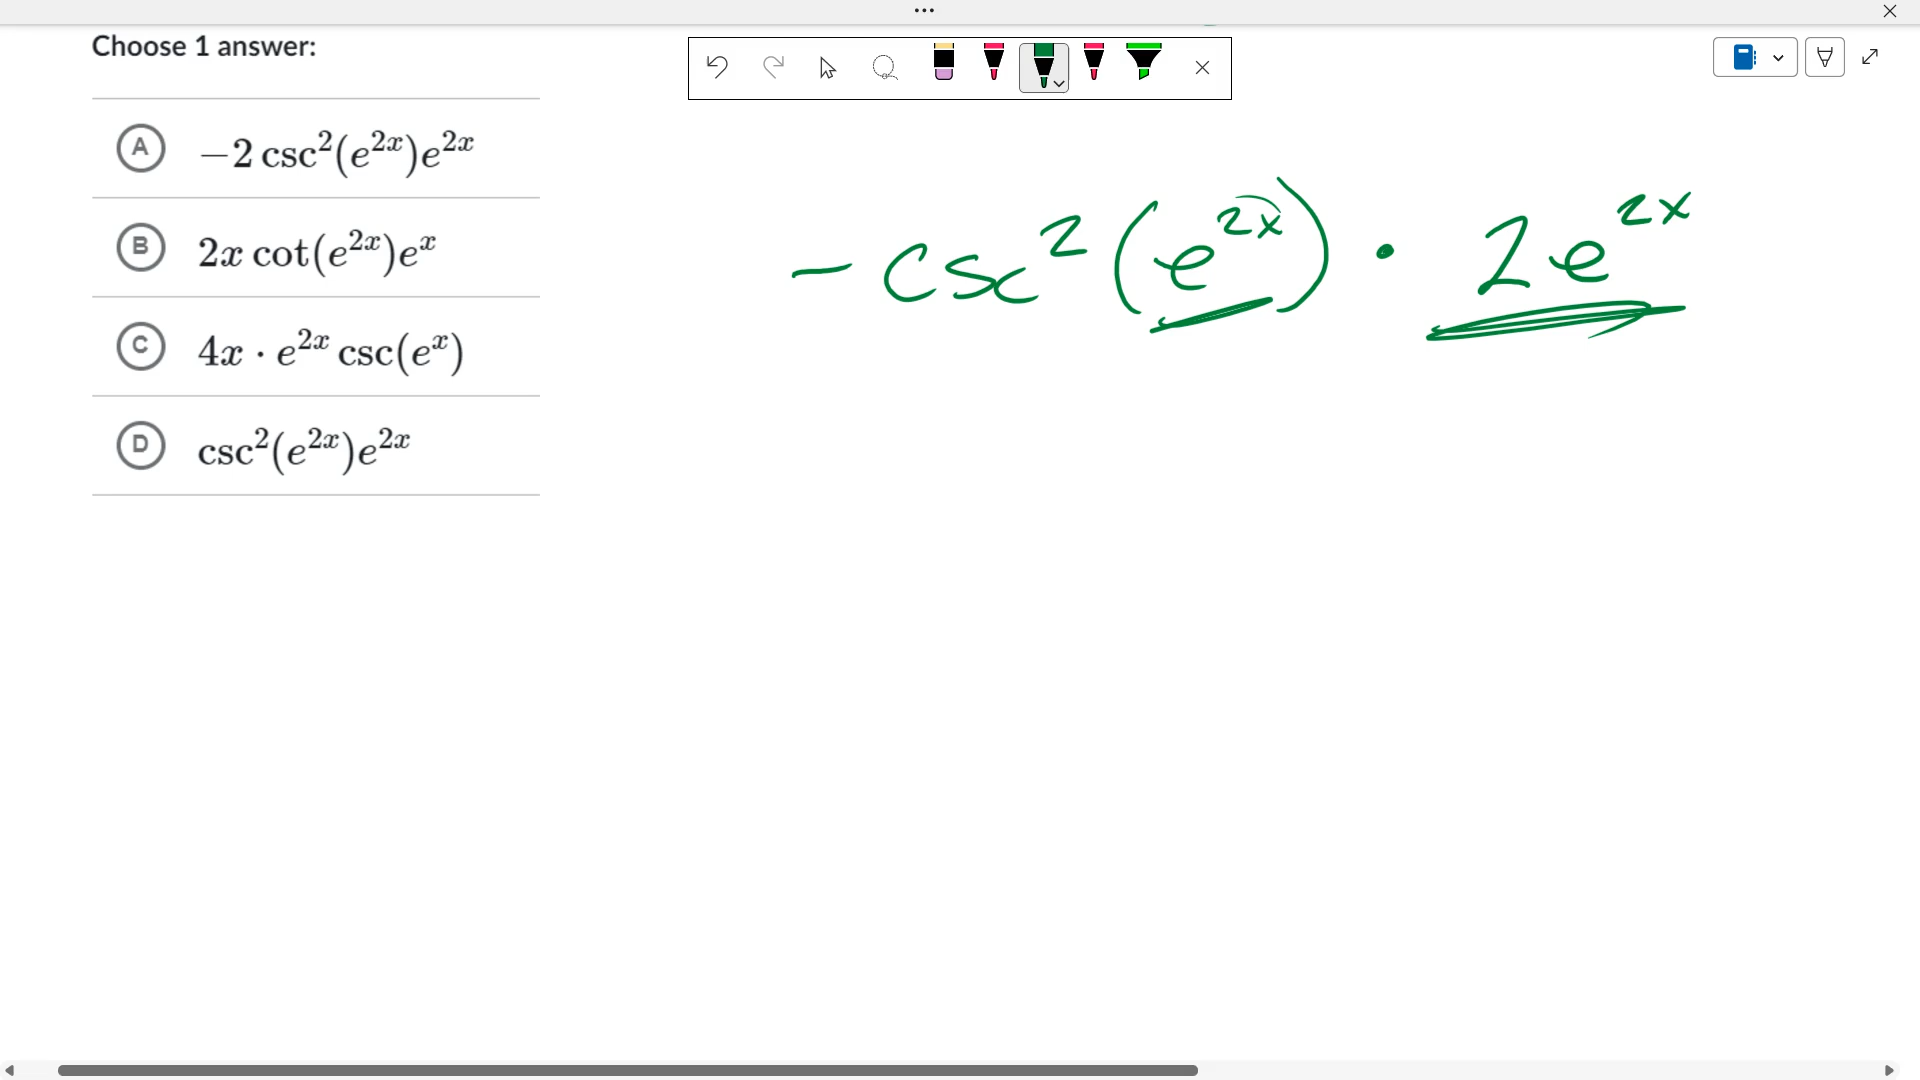 Choose 1 answer:
A −2 csc²(e²ˣ)e²ˣ
B 2x cot(e²ˣ)eˣ
C 4x · e²ˣ csc(eˣ)
D csc²(e²ˣ)e²ˣ
− csc²(e²ˣ) · 2e²ˣ